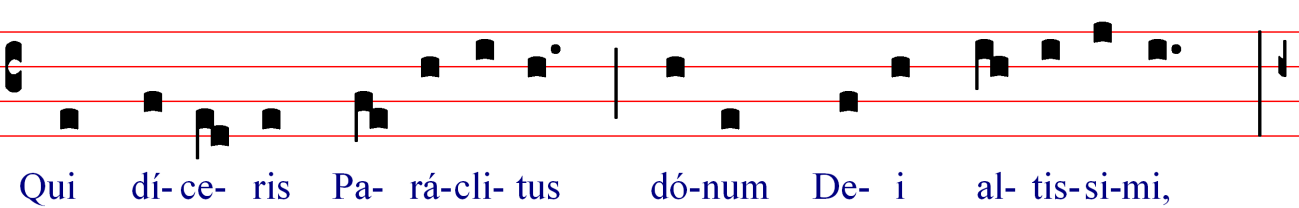 Qui dí-ce- ris Pa- rá-cli- tus dó-num De- i al- tis-si-mi,